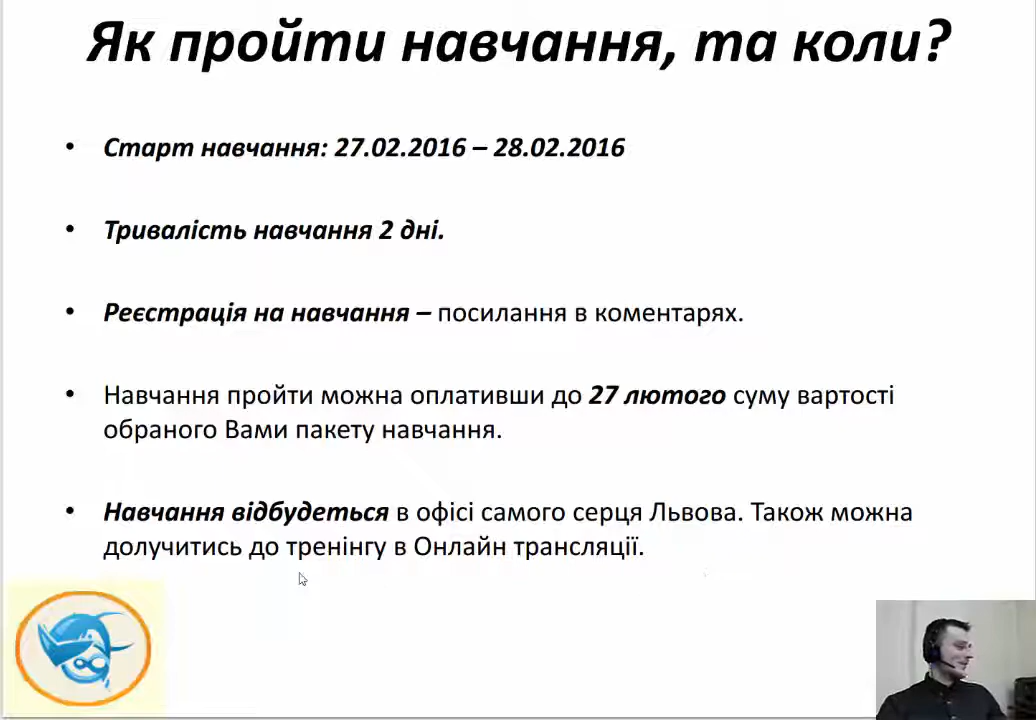 Як пройти навчання, та коли?
• Старт навчання: 27.02.2016 – 28.02.2016
• Тривалість навчання 2 дні.
• Реєстрація на навчання – посилання в коментарях.
• Навчання пройти можна оплативши до 27 лютого суму вартості
обраного Вами пакету навчання.
• Навчання відбудеться в офісі самого серця Львова. Також можна
долучитись до тренінгу в Онлайн трансляції.